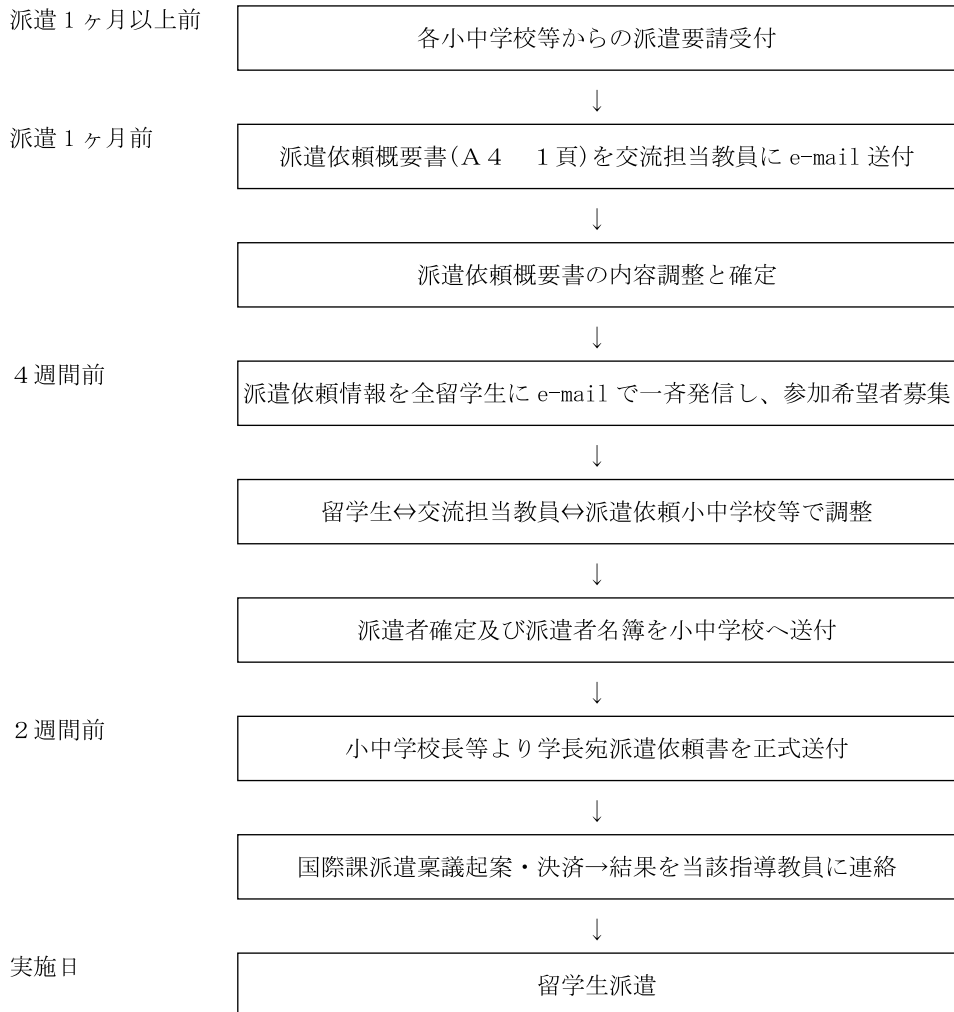 派遣１ヶ月以上前
各小中学校等からの派遣要請受付
↓
派遣１ヶ月前
派遣依頼概要書(Ａ４　１頁)を交流担当教員に e-mail 送付
↓
派遣依頼概要書の内容調整と確定
↓
４週間前
派遣依頼情報を全留学生に e-mail で一斉発信し、参加希望者募集
↓
留学生⇔交流担当教員⇔派遣依頼小中学校等で調整
↓
派遣者確定及び派遣者名簿を小中学校へ送付
↓
２週間前
小中学校長等より学長宛派遣依頼書を正式送付
↓
国際課派遣稟議起案・決済→結果を当該指導教員に連絡
↓
実施日
留学生派遣